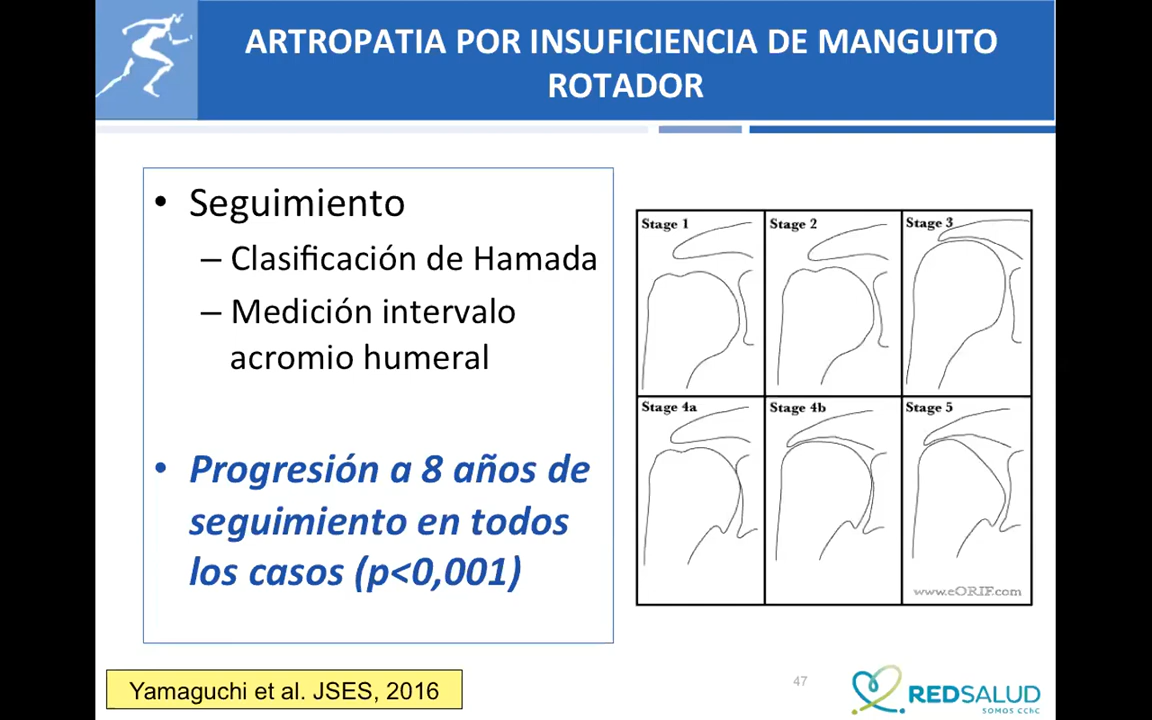 ARTROPATIA POR INSUFICIENCIA DE MANGUITO
ROTADOR
• Seguimiento
– Clasificación de Hamada
– Medición intervalo
acromio humeral
• Progresión a 8 años de
seguimiento en todos
los casos (p<0,001)
Stage 1
Stage 2
Stage 3
Stage 4a
Stage 4b
Stage 5
www.eORIF.com
Yamaguchi et al. JSES, 2016
47
REDSALUD
SOMOS CChC